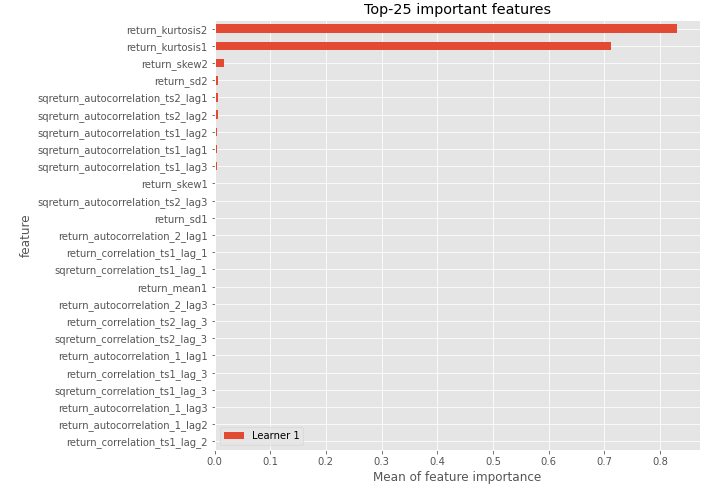 Top-25 important features
return_kurtosis2
return_kurtosis1
return_skew2
return_sd2
sqreturn_autocorrelation_ts2_lag1
sqreturn_autocorrelation_ts2_lag2
sqreturn_autocorrelation_ts1_lag2
sqreturn_autocorrelation_ts1_lag1
sqreturn_autocorrelation_ts1_lag3
return_skew1
sqreturn_autocorrelation_ts2_lag3
return_sd1
return_autocorrelation_2_lag1
return_correlation_ts1_lag_1
sqreturn_correlation_ts1_lag_1
return_mean1
return_autocorrelation_2_lag3
return_correlation_ts2_lag_3
sqreturn_correlation_ts2_lag_3
return_autocorrelation_1_lag1
return_correlation_ts1_lag_3
sqreturn_correlation_ts1_lag_3
return_autocorrelation_1_lag3
return_autocorrelation_1_lag2
return_correlation_ts1_lag_2
feature
Learner 1
0.0 0.1 0.2 0.3 0.4 0.5 0.6 0.7 0.8
Mean of feature importance